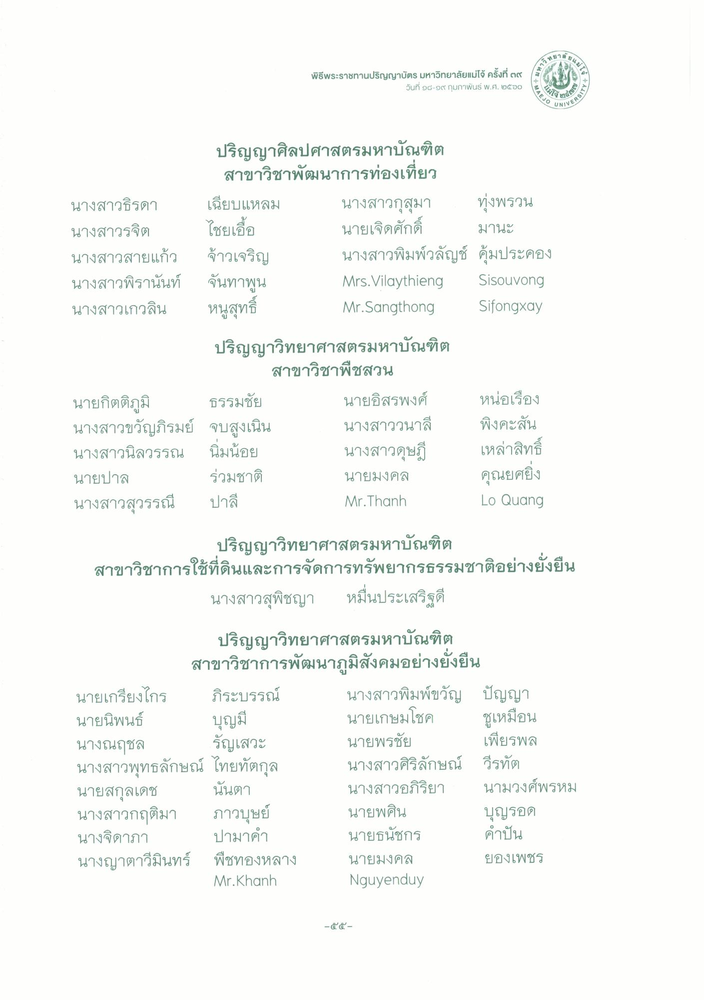 พิธีพระราชทานปริญญาบัตร มหาวิทยาลัยแม่โจ้ ครั้งที่ ๓๙
วันที่ ๑๘-๑๙ กุมภาพันธ์ พ.ศ. ๒๕๖๐
มหาวิทยาลัยแม่โจ้
แม่โจ้ ๒๔๗๗
MAEJO UNIVERSITY
ปริญญาศิลปศาสตรมหาบัณฑิต
สาขาวิชาพัฒนาการท่องเที่ยว
นางสาวธิรดา เฉียบแหลม นางสาวกุสุมา ทุ่งพรวน
นางสาวรจิต ไชยเอื้อ นายเจิดศักดิ์ มานะ
นางสาวสายแก้ว จ้าวเจริญ นางสาวพิมพ์วลัญช์ คุ้มประคอง
นางสาวพิรานันท์ จันทาพูน Mrs.Vilaythieng Sisouvong
นางสาวเกวลิน หนูสุทธิ์ Mr.Sangthong Sifongxay
ปริญญาวิทยาศาสตรมหาบัณฑิต
สาขาวิชาพืชสวน
นายกิตติภูมิ ธรรมชัย นายอิสรพงศ์ หน่อเรือง
นางสาวขวัญภิรมย์ จบสูงเนิน นางสาววนาลี พิงคะสัน
นางสาวนิลวรรณ นิ่มน้อย นางสาวดุษฎี เหล่าสิทธิ์
นายปาล ร่วมชาติ นายมงคล คุณยศยิ่ง
นางสาวสุวรรณี ปาลี Mr.Thanh Lo Quang
ปริญญาวิทยาศาสตรมหาบัณฑิต
สาขาวิชาการใช้ที่ดินและการจัดการทรัพยากรธรรมชาติอย่างยั่งยืน
นางสาวสุพิชญา หมื่นประเสริฐดี
ปริญญาวิทยาศาสตรมหาบัณฑิต
สาขาวิชาการพัฒนาภูมิสังคมอย่างยั่งยืน
นายเกรียงไกร ภิระบรรณ์ นางสาวพิมพ์ขวัญ ปัญญา
นายนิพนธ์ บุญมี นายเกษมโชค ชูเหมือน
นางณฤชล รัญเสวะ นายพรชัย เพียรพล
นางสาวพุทธลักษณ์ ไทยทัตกุล นางสาวศิริลักษณ์ วีรทัต
นายสกุลเดช นันตา นางสาวอภิริยา นามวงศ์พรหม
นางสาวกฤติมา ภาวบุษย์ นายพศิน บุญรอด
นางจิดาภา ปามาคำ นายธนัชกร คำปัน
นางญาตาวีมินทร์ พืชทองหลาง นายมงคล ยองเพชร
Mr.Khanh Nguyenduy
-๕๕-